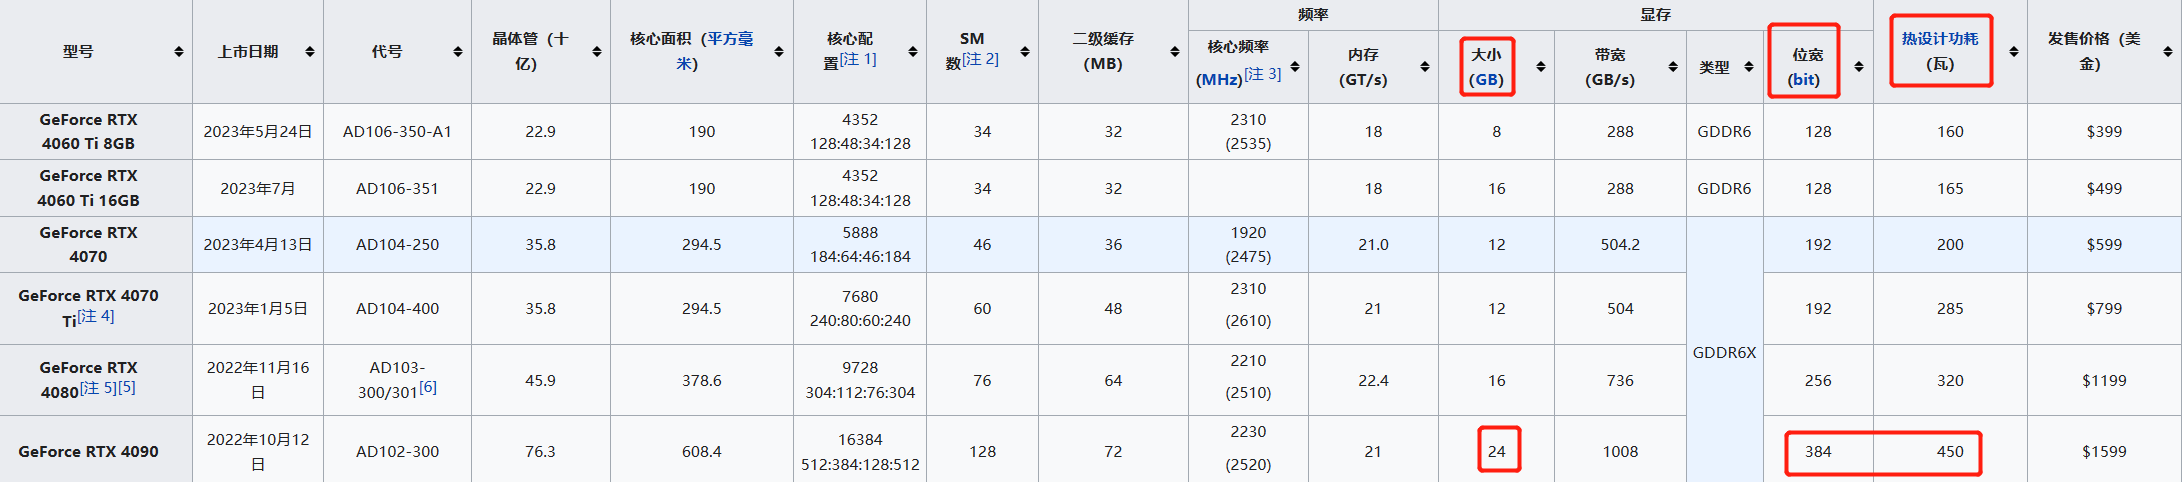 频率
显存
型号
上市日期
代号
晶体管（十
亿）
核心面积（平方毫
米）
核心配
置[注 1]
SM
数[注 2]
二级缓存
（MB）
核心频率
(MHz)[注 3]
内存
(GT/s)
大小
(GB)
带宽
(GB/s)
类型
位宽
(bit)
热设计功耗
(瓦)
发售价格（美
金）
GeForce RTX
4060 Ti 8GB
2023年5月24日
AD106-350-A1
22.9
190
4352
128:48:34:128
34
32
2310
(2535)
18
8
288
GDDR6
128
160
$399
GeForce RTX
4060 Ti 16GB
2023年7月
AD106-351
22.9
190
4352
128:48:34:128
34
32
18
16
288
GDDR6
128
165
$499
GeForce RTX
4070
2023年4月13日
AD104-250
35.8
294.5
5888
184:64:46:184
46
36
1920
(2475)
21.0
12
504.2
192
200
$599
GeForce RTX 4070
Ti[注 4]
2023年1月5日
AD104-400
35.8
294.5
7680
240:80:60:240
60
48
2310
(2610)
21
12
504
GDDR6X
192
285
$799
GeForce RTX
4080[注 5][5]
2022年11月16
日
AD103-
300/301[6]
45.9
378.6
9728
304:112:76:304
76
64
2210
(2510)
22.4
16
736
256
320
$1199
GeForce RTX 4090
2022年10月12
日
AD102-300
76.3
608.4
16384
512:384:128:512
128
72
2230
(2520)
21
24
1008
384
450
$1599